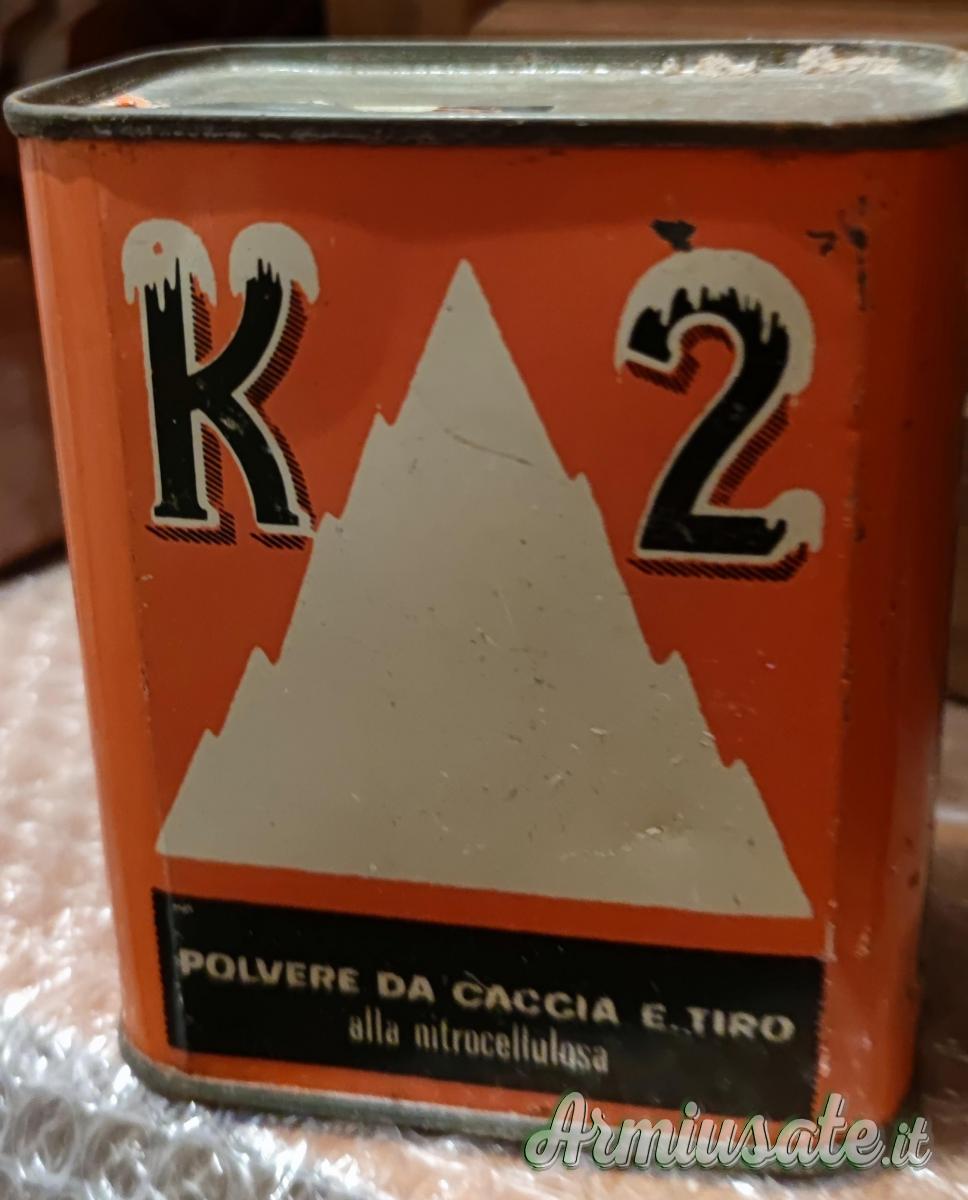 K 2
POLVERE DA CACCIA E TIRO
alla nitrocellulosa
Armiusate.it